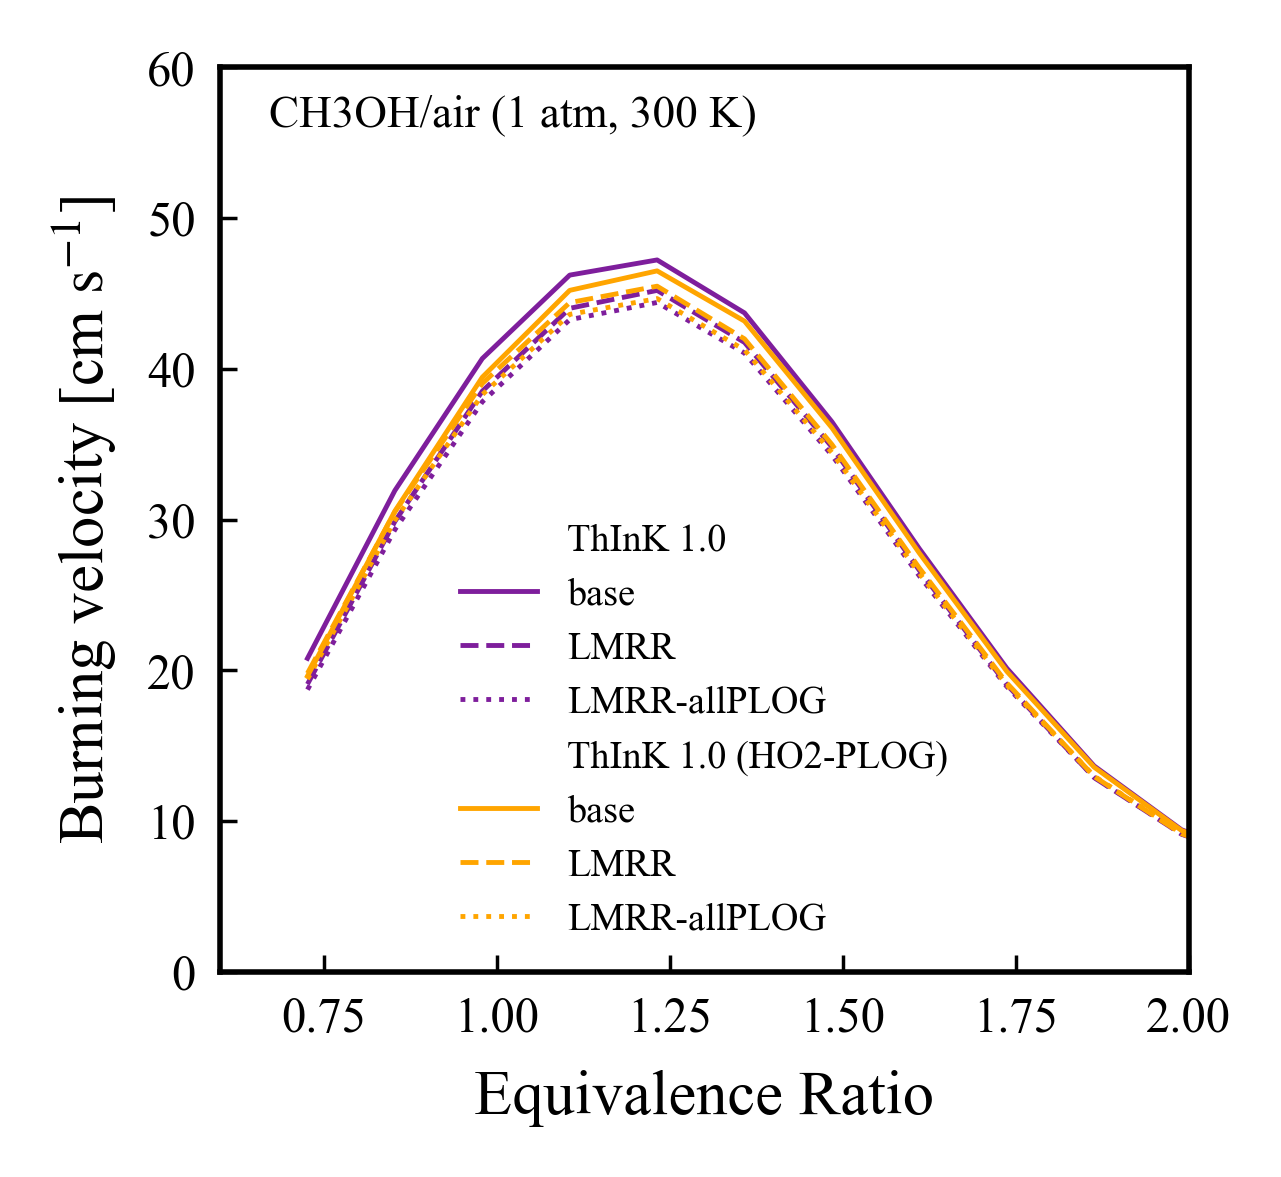 CH3OH/air (1 atm, 300 K)
60
50
40
30
20
10
0
Burning velocity [cm s⁻¹]
ThInK 1.0
base
LMRR
LMRR-allPLOG
ThInK 1.0 (HO2-PLOG)
base
LMRR
LMRR-allPLOG
0.75 1.00 1.25 1.50 1.75 2.00
Equivalence Ratio